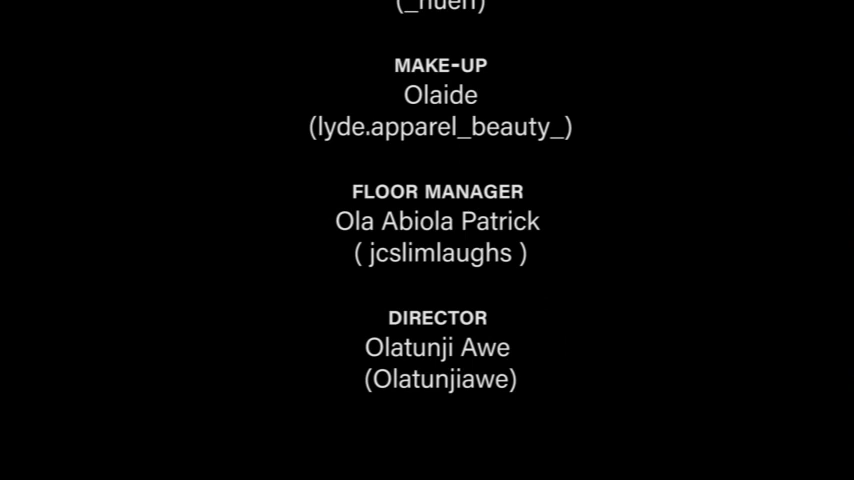 MAKE-UP
Olaide
(lyde.apparel_beauty_)
FLOOR MANAGER
Ola Abiola Patrick
( jcslimlaughs )
DIRECTOR
Olatunji Awe
(Olatunjiawe)